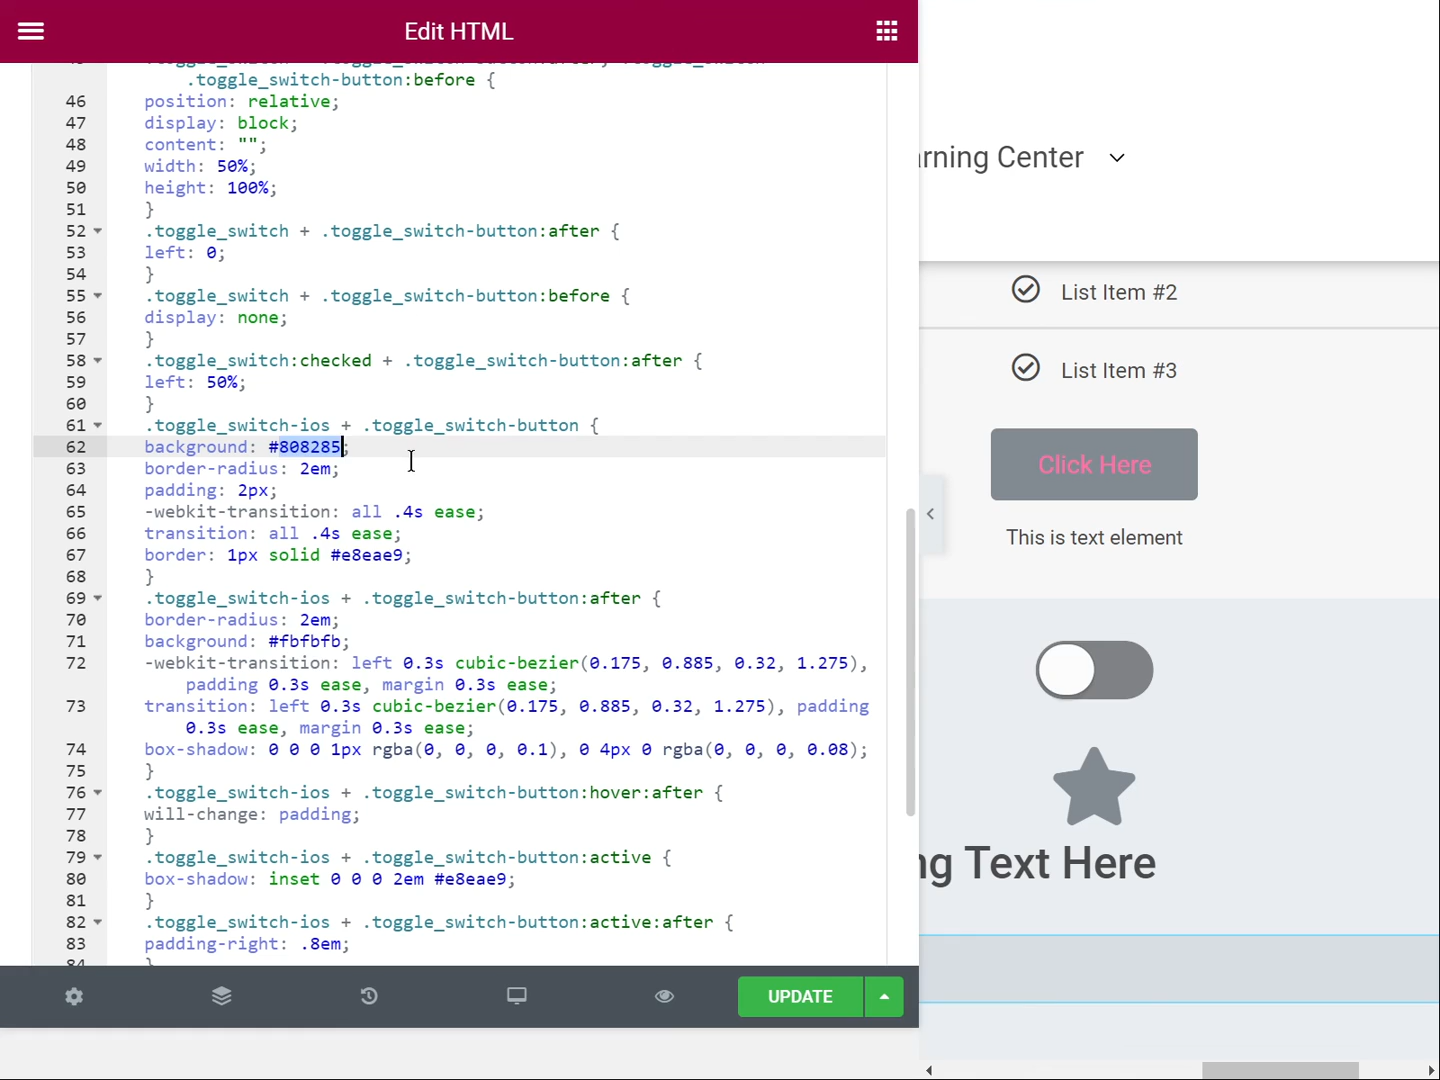 Edit HTML
.toggle_switch-button:before {
46 position: relative;
47 display: block;
48 content: "";
49 width: 50%;
50 height: 100%;
51 }
52 .toggle_switch + .toggle_switch-button:after {
53 left: 0;
54 }
55 .toggle_switch + .toggle_switch-button:before {
56 display: none;
57 }
58 .toggle_switch:checked + .toggle_switch-button:after {
59 left: 50%;
60 }
61 .toggle_switch-ios + .toggle_switch-button {
62 background: #808285;
63 border-radius: 2em;
64 padding: 2px;
65 -webkit-transition: all .4s ease;
66 transition: all .4s ease;
67 border: 1px solid #e8eae9;
68 }
69 .toggle_switch-ios + .toggle_switch-button:after {
70 border-radius: 2em;
71 background: #fbfbfb;
72 -webkit-transition: left 0.3s cubic-bezier(0.175, 0.885, 0.32, 1.275),
padding 0.3s ease, margin 0.3s ease;
73 transition: left 0.3s cubic-bezier(0.175, 0.885, 0.32, 1.275), padding
0.3s ease, margin 0.3s ease;
74 box-shadow: 0 0 0 1px rgba(0, 0, 0, 0.1), 0 4px 0 rgba(0, 0, 0, 0.08);
75 }
76 .toggle_switch-ios + .toggle_switch-button:hover:after {
77 will-change: padding;
78 }
79 .toggle_switch-ios + .toggle_switch-button:active {
80 box-shadow: inset 0 0 0 2em #e8eae9;
81 }
82 .toggle_switch-ios + .toggle_switch-button:active:after {
83 padding-right: .8em;
84 }
UPDATE
rning Center
List Item #2
List Item #3
Click Here
This is text element
ng Text Here